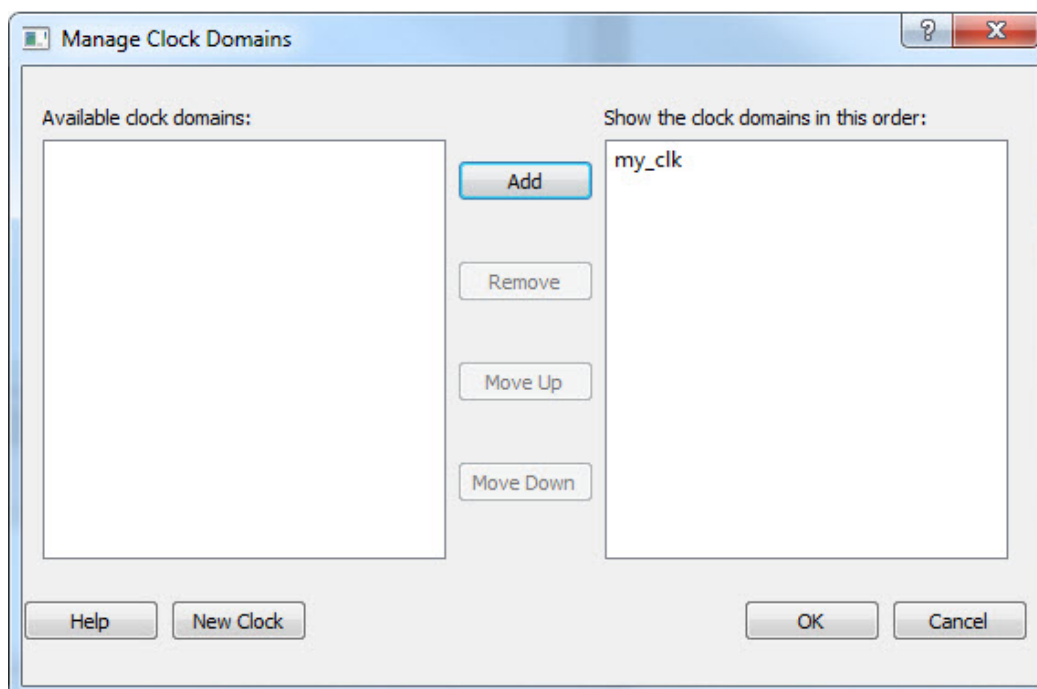 Manage Clock Domains
Available clock domains:
Show the clock domains in this order:
my_clk
Add
Remove
Move Up
Move Down
Help
New Clock
OK
Cancel